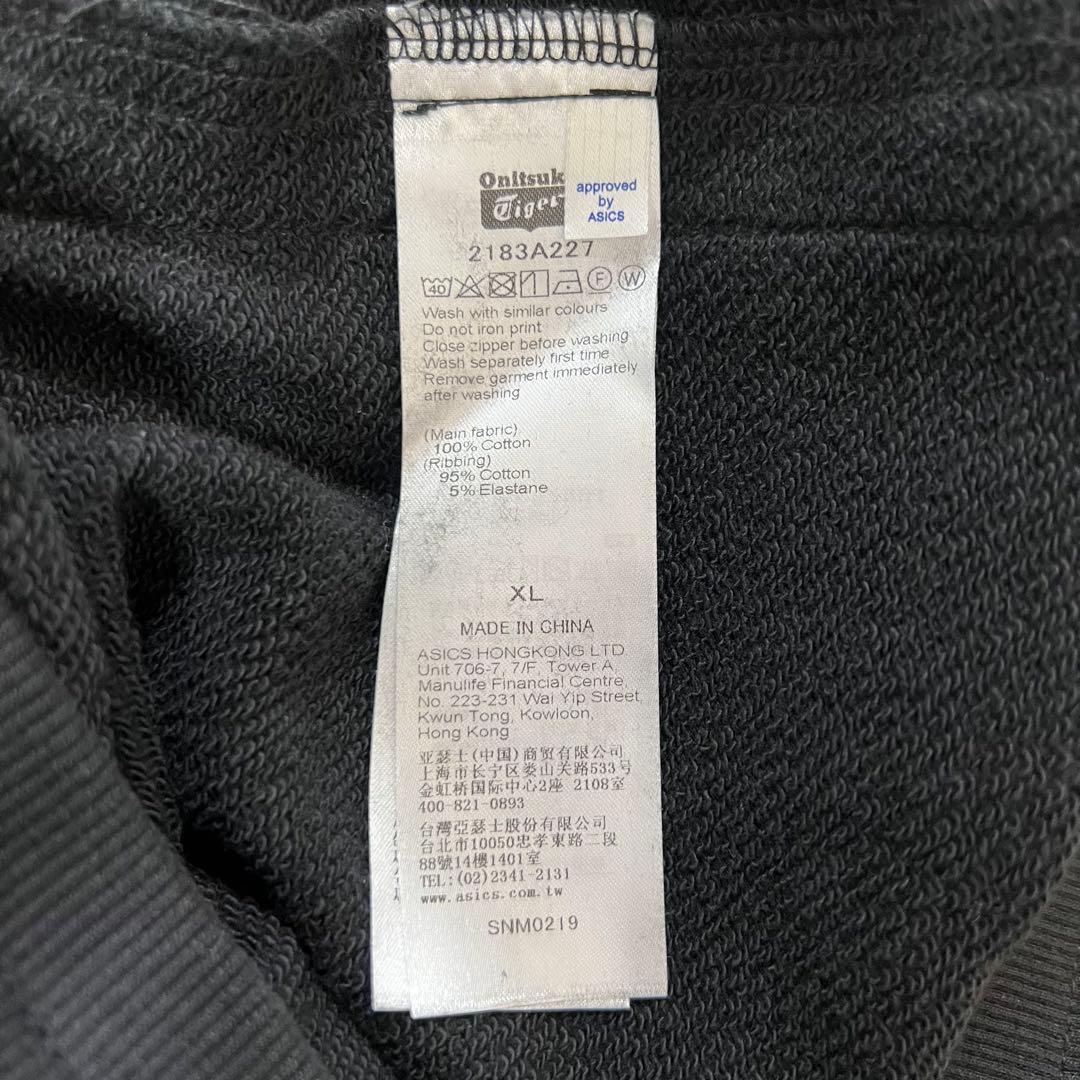 Onitsuk
Tiger
approved
by
ASICS
2183A227
40 F W
Wash with similar colours
Do not iron print
Close zipper before washing
Wash separately first time
Remove garment immediately
after washing
(Main fabric)
100% Cotton
(Ribbing)
95% Cotton
5% Elastane
XL
MADE IN CHINA
ASICS HONGKONG LTD
Unit 706-7, 7/F, Tower A,
Manulife Financial Centre,
No. 223-231 Wai Yip Street,
Kwun Tong, Kowloon,
Hong Kong
亚瑟士(中国)商贸有限公司
上海市长宁区娄山关路533号
金虹桥国际中心2座 2108室
400-821-0893
台灣亞瑟士股份有限公司
台北市10050忠孝東路二段
88號14樓1401室
TEL:(02)2341-2131
www.asics.com.tw
SNM0219